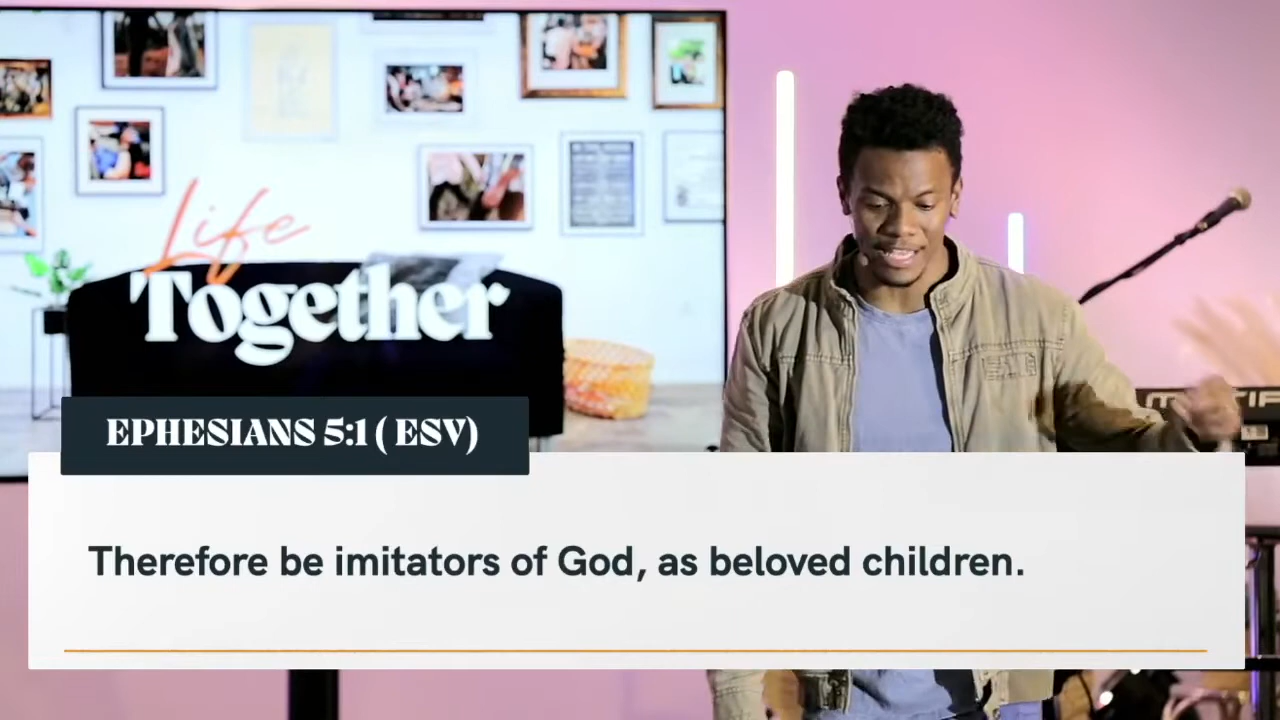 Life
Together
EPHESIANS 5:1 ( ESV)
Therefore be imitators of God, as beloved children.